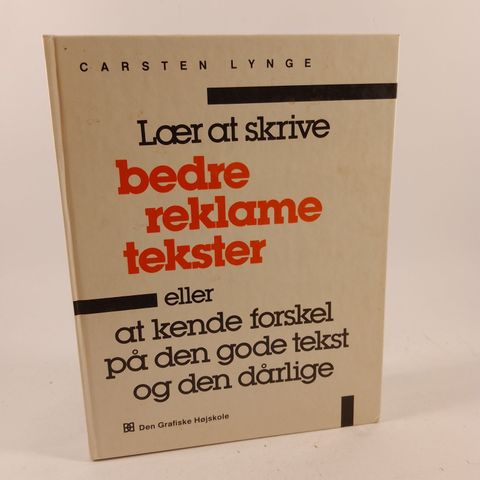 CARSTEN LYNGE
Lær at skrive
bedre
reklame
tekster
eller
at kende forskel
på den gode tekst
og den dårlige
Den Grafiske Højskole